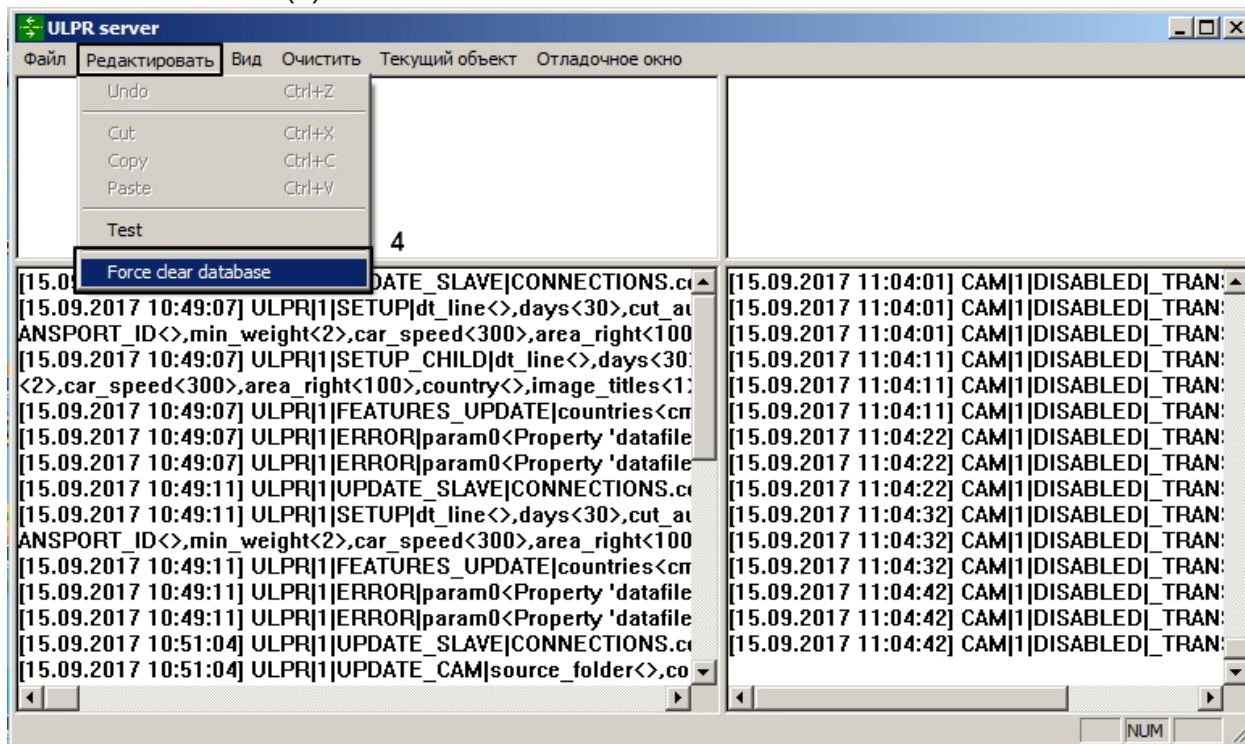 ULPR server
Файл Редактировать Вид Очистить Текущий объект Отладочное окно
Undo Ctrl+Z
Cut Ctrl+X
Copy Ctrl+C
Paste Ctrl+V
Test
4
Force clear database
[15.0 DATE_SLAVE|CONNECTIONS.c
[15.09.2017 10:49:07] ULPR|1|SETUP|dt_line<>,days<30>,cut_au
ANSPORT_ID<>,min_weight<2>,car_speed<300>,area_right<100
[15.09.2017 10:49:07] ULPR|1|SETUP_CHILD|dt_line<>,days<30
<2>,car_speed<300>,area_right<100>,country<>,image_titles<1
[15.09.2017 10:49:07] ULPR|1|FEATURES_UPDATE|countries<cm
[15.09.2017 10:49:07] ULPR|1|ERROR|param0<Property 'datafile
[15.09.2017 10:49:07] ULPR|1|ERROR|param0<Property 'datafile
[15.09.2017 10:49:11] ULPR|1|UPDATE_SLAVE|CONNECTIONS.c
[15.09.2017 10:49:11] ULPR|1|SETUP|dt_line<>,days<30>,cut_au
ANSPORT_ID<>,min_weight<2>,car_speed<300>,area_right<100
[15.09.2017 10:49:11] ULPR|1|FEATURES_UPDATE|countries<cm
[15.09.2017 10:49:11] ULPR|1|ERROR|param0<Property 'datafile
[15.09.2017 10:49:11] ULPR|1|ERROR|param0<Property 'datafile
[15.09.2017 10:51:04] ULPR|1|UPDATE_SLAVE|CONNECTIONS.c
[15.09.2017 10:51:04] ULPR|1|UPDATE_CAM|source_folder<>,co
[15.09.2017 11:04:01] CAM|1|DISABLED|_TRAN
[15.09.2017 11:04:01] CAM|1|DISABLED|_TRAN
[15.09.2017 11:04:01] CAM|1|DISABLED|_TRAN
[15.09.2017 11:04:11] CAM|1|DISABLED|_TRAN
[15.09.2017 11:04:11] CAM|1|DISABLED|_TRAN
[15.09.2017 11:04:11] CAM|1|DISABLED|_TRAN
[15.09.2017 11:04:22] CAM|1|DISABLED|_TRAN
[15.09.2017 11:04:22] CAM|1|DISABLED|_TRAN
[15.09.2017 11:04:22] CAM|1|DISABLED|_TRAN
[15.09.2017 11:04:32] CAM|1|DISABLED|_TRAN
[15.09.2017 11:04:32] CAM|1|DISABLED|_TRAN
[15.09.2017 11:04:32] CAM|1|DISABLED|_TRAN
[15.09.2017 11:04:42] CAM|1|DISABLED|_TRAN
[15.09.2017 11:04:42] CAM|1|DISABLED|_TRAN
[15.09.2017 11:04:42] CAM|1|DISABLED|_TRAN
NUM